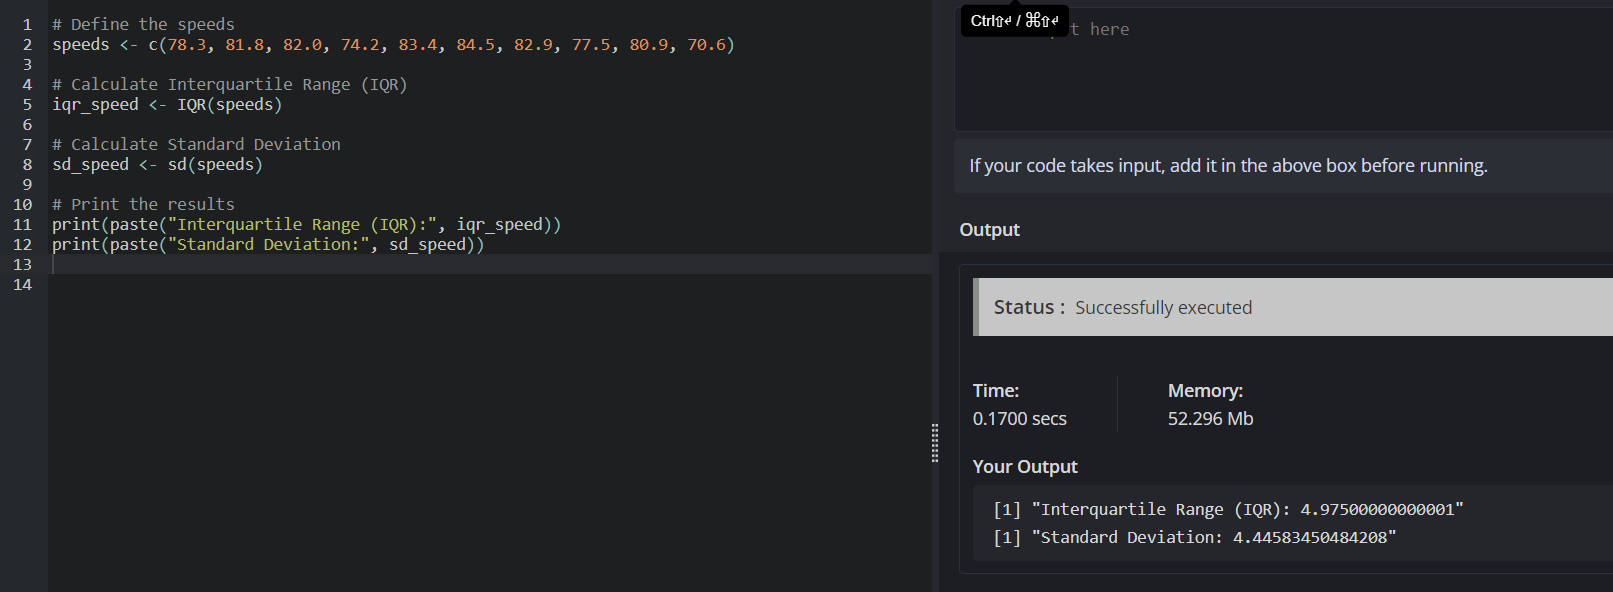 1 # Define the speeds
2 speeds <- c(78.3, 81.8, 82.0, 74.2, 83.4, 84.5, 82.9, 77.5, 80.9, 70.6)
3
4 # Calculate Interquartile Range (IQR)
5 iqr_speed <- IQR(speeds)
6
7 # Calculate Standard Deviation
8 sd_speed <- sd(speeds)
9
10 # Print the results
11 print(paste("Interquartile Range (IQR):", iqr_speed))
12 print(paste("Standard Deviation:", sd_speed))
13
14
Ctrl⇧⏎ / ⌘⇧⏎
here
If your code takes input, add it in the above box before running.
Output
Status : Successfully executed
Time: Memory:
0.1700 secs 52.296 Mb
Your Output
[1] "Interquartile Range (IQR): 4.97500000000001"
[1] "Standard Deviation: 4.44583450484208"